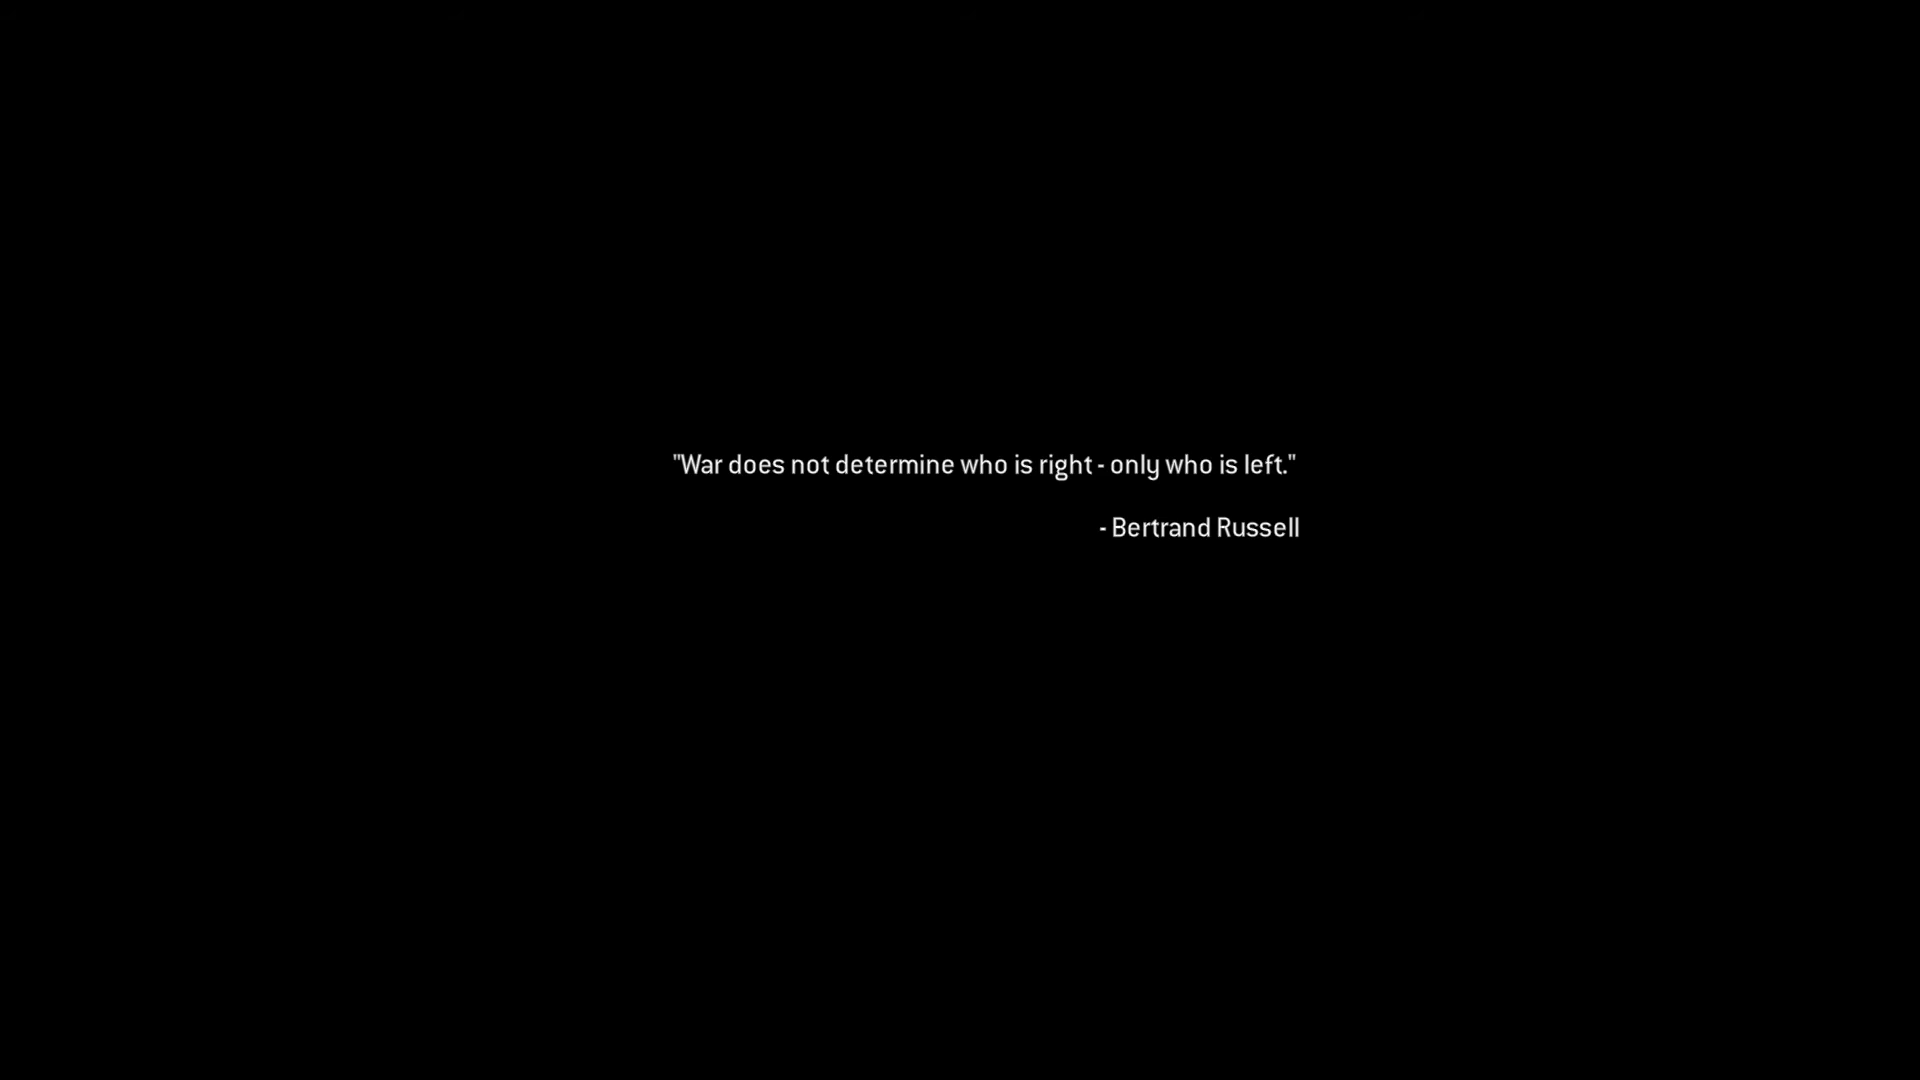 "War does not determine who is right - only who is left."
- Bertrand Russell